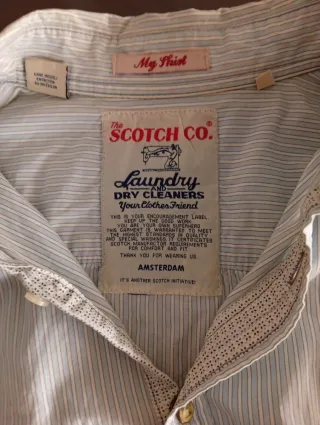 My Shirt
The
SCOTCH CO.®
Laundry
AND
DRY CLEANERS
Your Clothes Friend
THIS IS YOUR ENCOURAGEMENT LABEL
KEEP UP THE GOOD WORK
YOU ARE YOUR OWN SUPERHERO
THIS GARMENT IS WARRANTED TO MEET
THE HIGHEST STANDARDS IN QUALITY
AND SPECIAL WASHINGS. IT CERTIFICATES
SCOTCH MANUFACTOR REQUIREMENTS
FOR COMFORT AND FIT
THANK YOU FOR WEARING US.
AMSTERDAM
IT'S ANOTHER SCOTCH INITIATIVE!